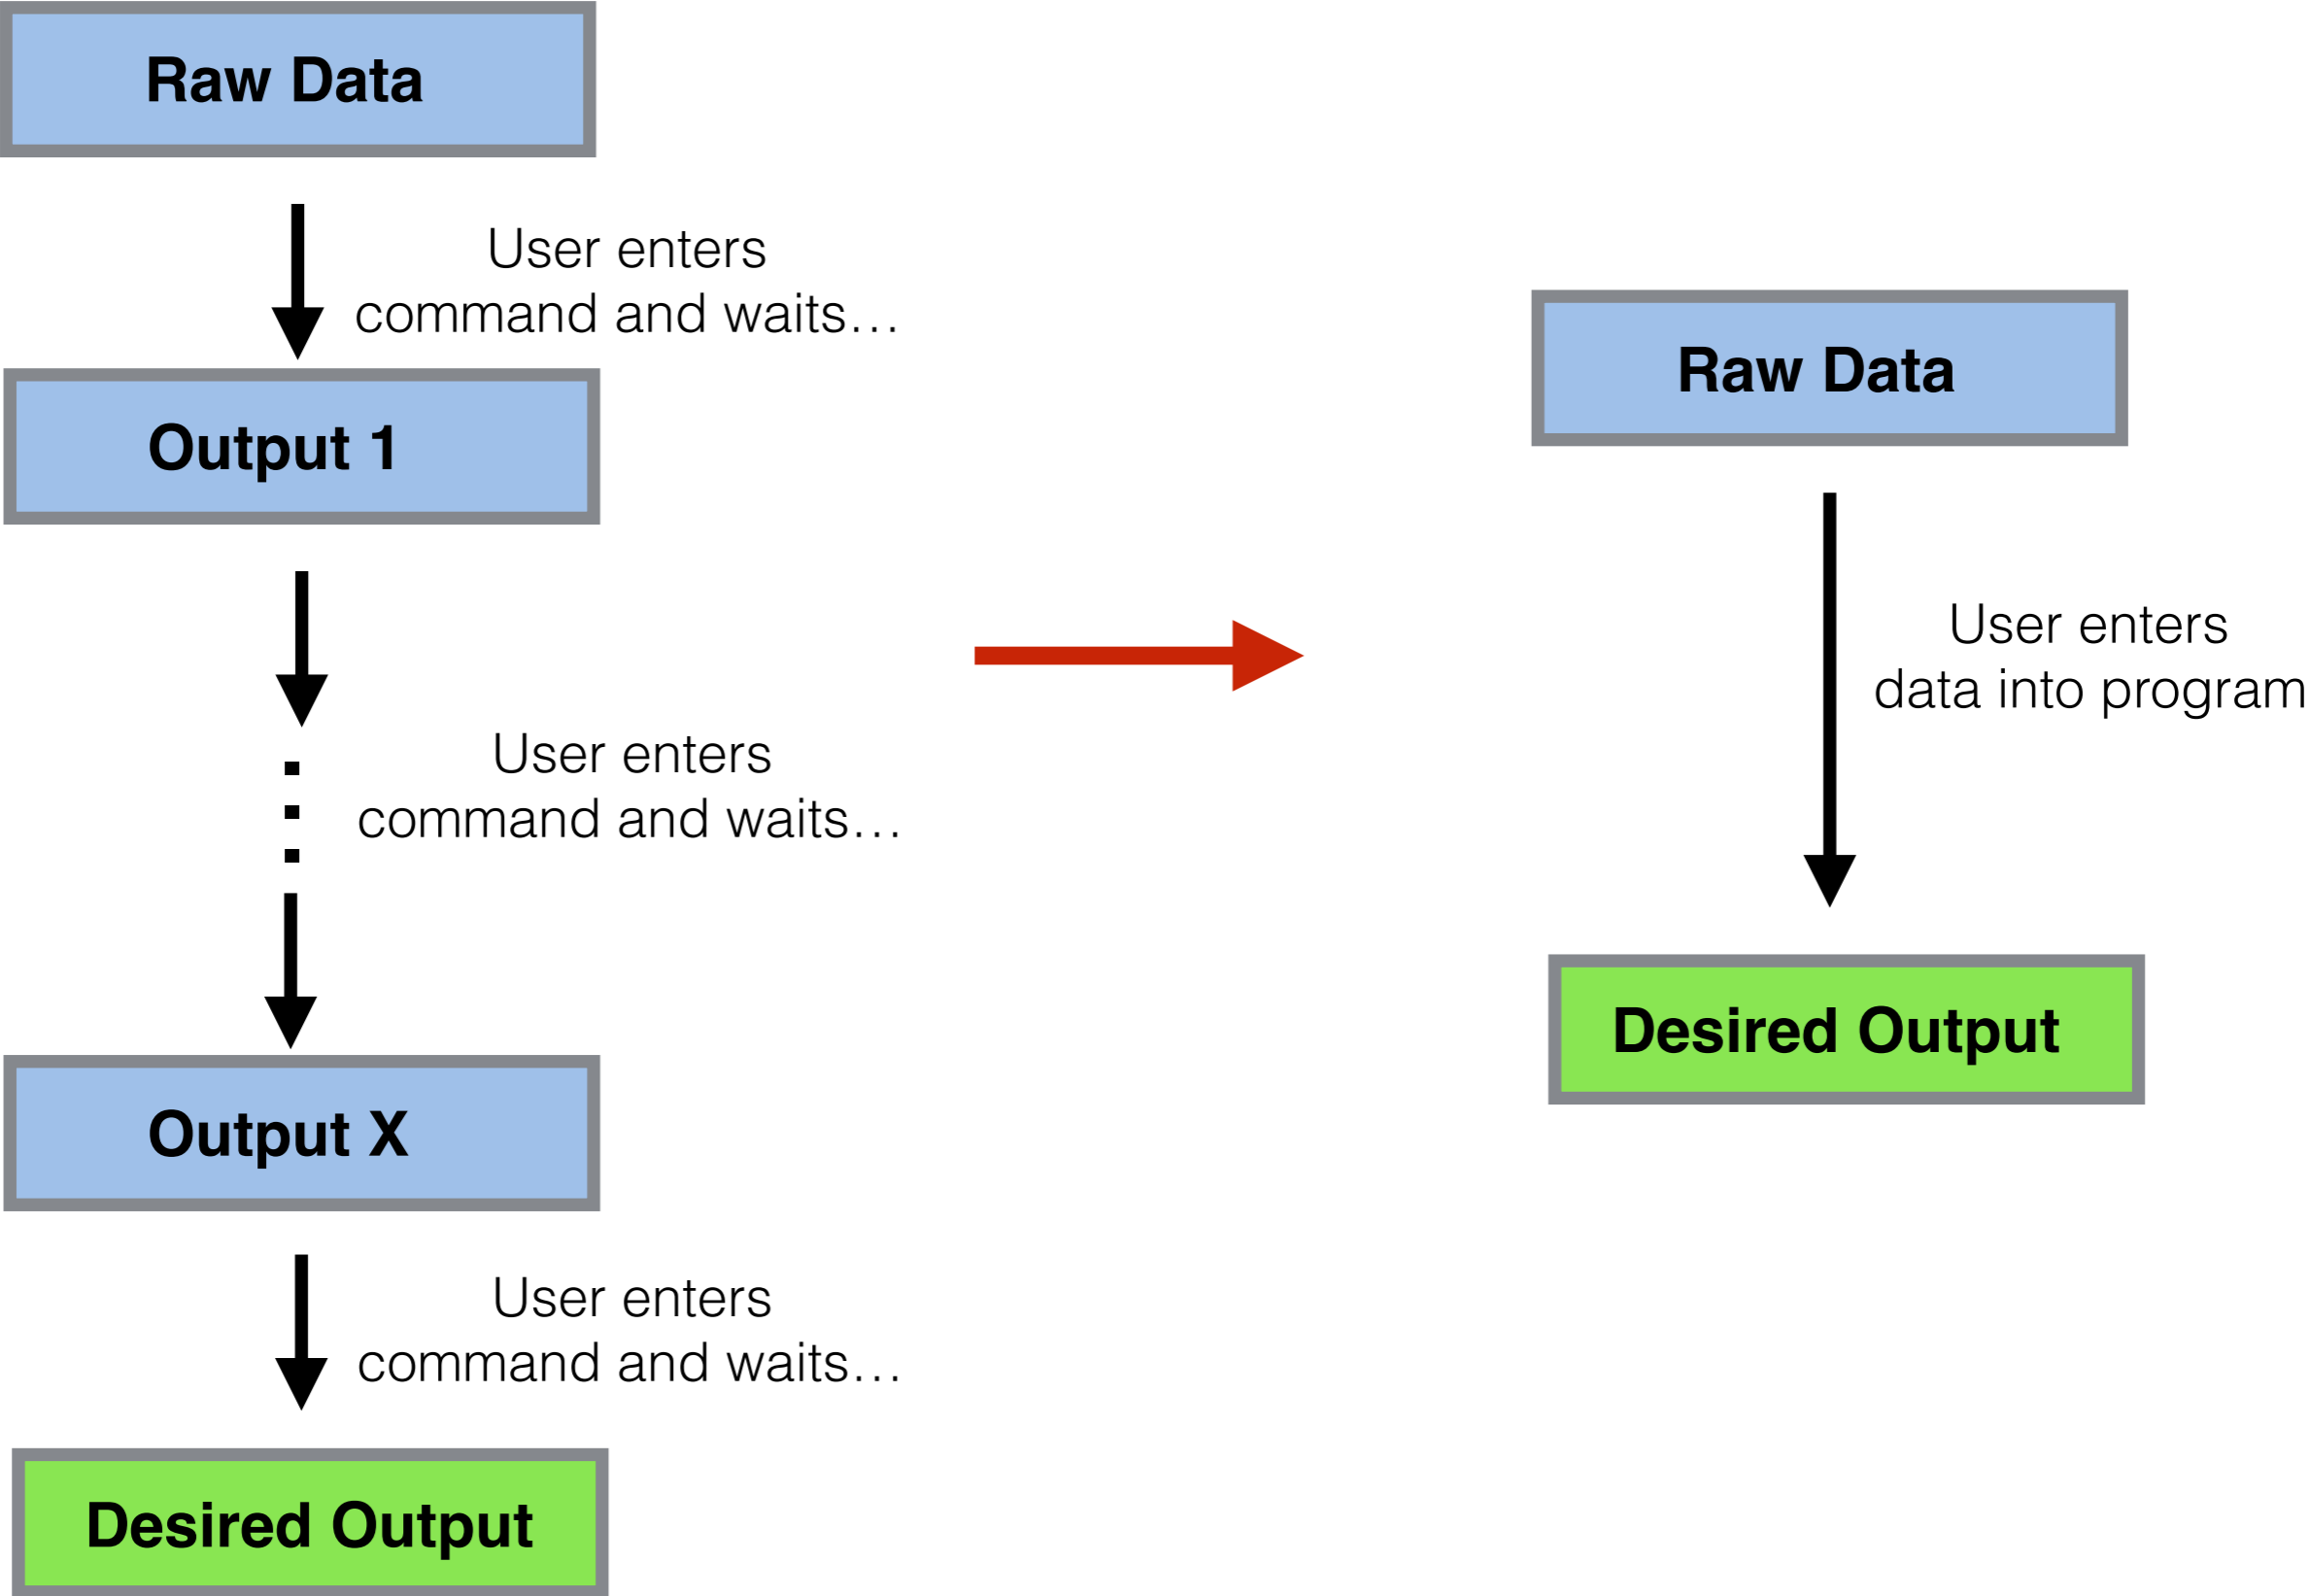 Raw Data
User enters
command and waits…
Output 1
User enters
command and waits…
Output X
User enters
command and waits…
Desired Output
Raw Data
User enters
data into program
Desired Output